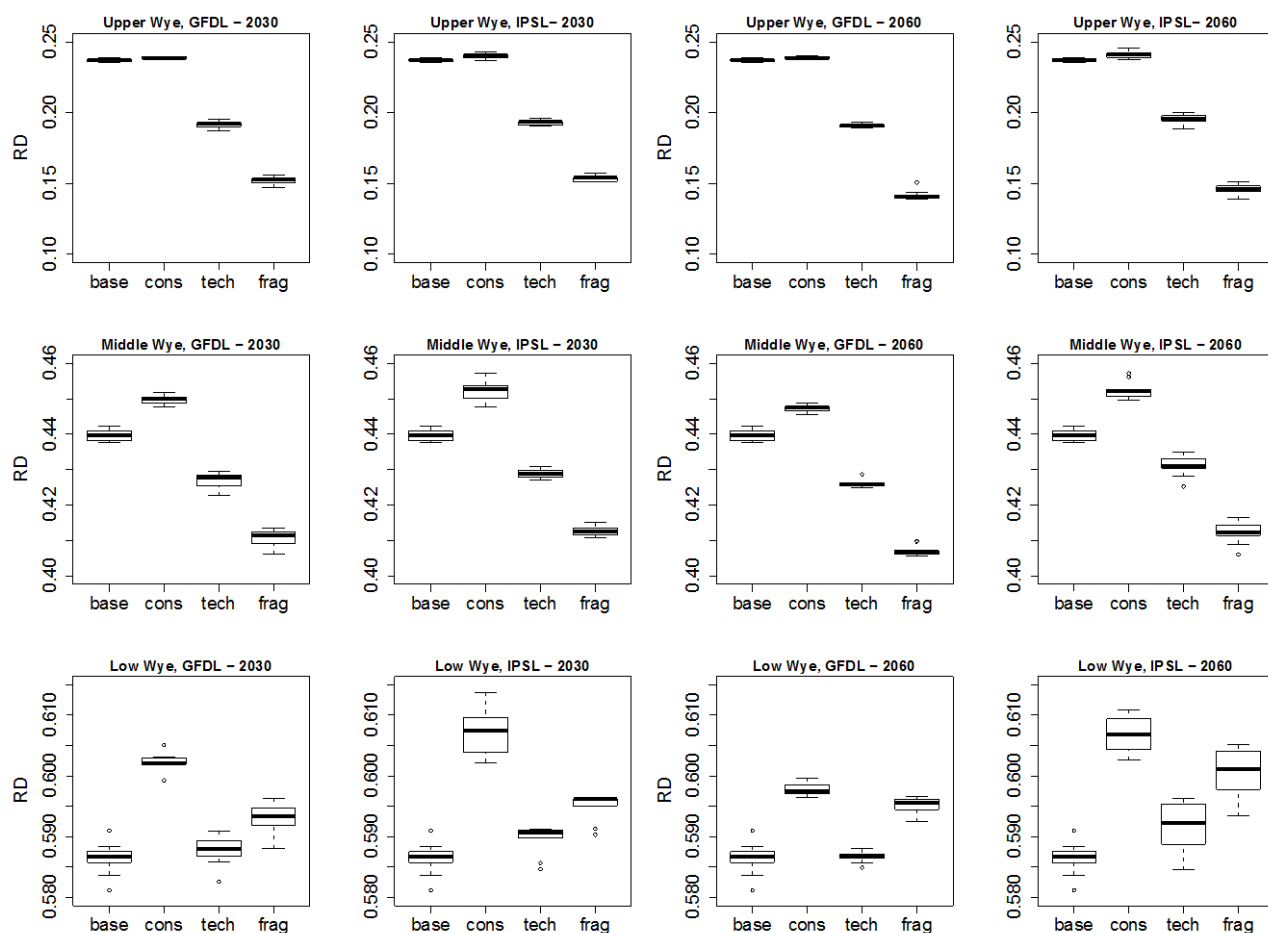 Upper Wye, GFDL – 2030
Upper Wye, IPSL– 2030
Upper Wye, GFDL – 2060
Upper Wye, IPSL – 2060
RD
0.25
0.20
0.15
0.10
base cons tech frag
0.25
0.20
0.15
0.10
base cons tech frag
RD
0.25
0.20
0.15
0.10
base cons tech frag
0.25
0.20
0.15
0.10
base cons tech frag
Middle Wye, GFDL – 2030
Middle Wye, IPSL – 2030
Middle Wye, GFDL – 2060
Middle Wye, IPSL – 2060
RD
0.46
0.44
0.42
0.40
base cons tech frag
0.46
0.44
0.42
0.40
base cons tech frag
RD
0.46
0.44
0.42
0.40
base cons tech frag
0.46
0.44
0.42
0.40
base cons tech frag
Low Wye, GFDL – 2030
Low Wye, IPSL – 2030
Low Wye, GFDL – 2060
Low Wye, IPSL – 2060
RD
0.610
0.600
0.590
0.580
base cons tech frag
0.610
0.600
0.590
0.580
base cons tech frag
RD
0.610
0.600
0.590
0.580
base cons tech frag
0.610
0.600
0.590
0.580
base cons tech frag